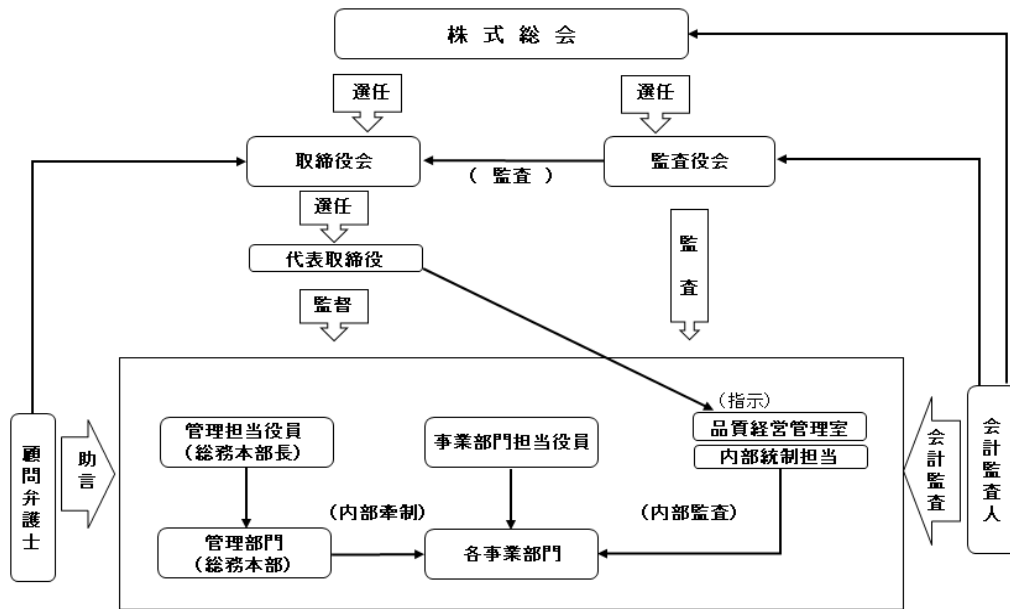 株式総会
選任
選任
取締役会
監査役会
(監査)
選任
監査
代表取締役
監督
(指示)
品質経営管理室
内部統制担当
管理担当役員
(総務本部長)
事業部門担当役員
顧問弁護士
助言
会計監査
会計監査人
(内部牽制)
(内部監査)
管理部門
(総務本部)
各事業部門